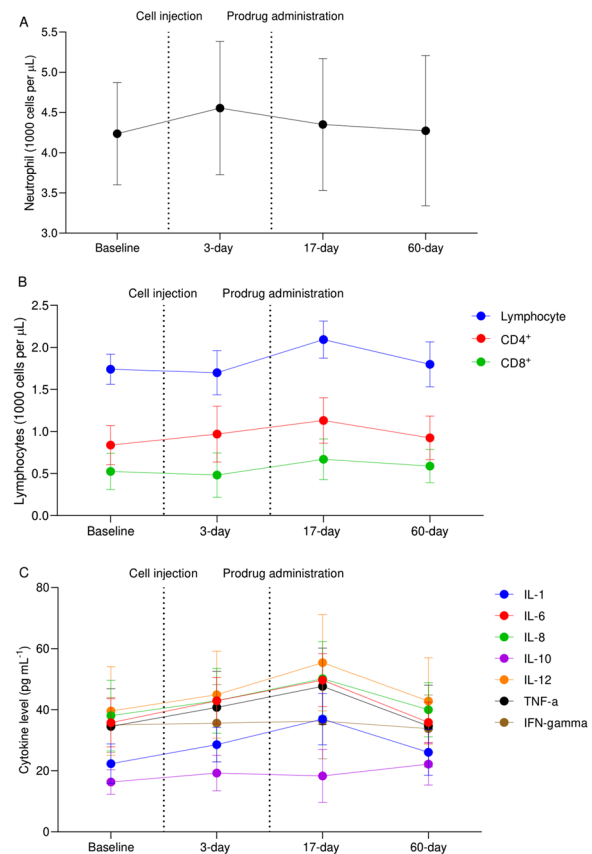 A
Cell injection Prodrug administration
Neutrophil (1000 cells per μL)
5.5
5.0
4.5
4.0
3.5
3.0
Baseline 3-day 17-day 60-day
B
Cell injection Prodrug administration
Lymphocytes (1000 cells per μL)
2.5
2.0
1.5
1.0
0.5
0.0
Baseline 3-day 17-day 60-day
Lymphocyte
CD4⁺
CD8⁺
C
Cell injection Prodrug administration
Cytokine level (pg mL⁻¹)
80
60
40
20
0
Baseline 3-day 17-day 60-day
IL-1
IL-6
IL-8
IL-10
IL-12
TNF-a
IFN-gamma